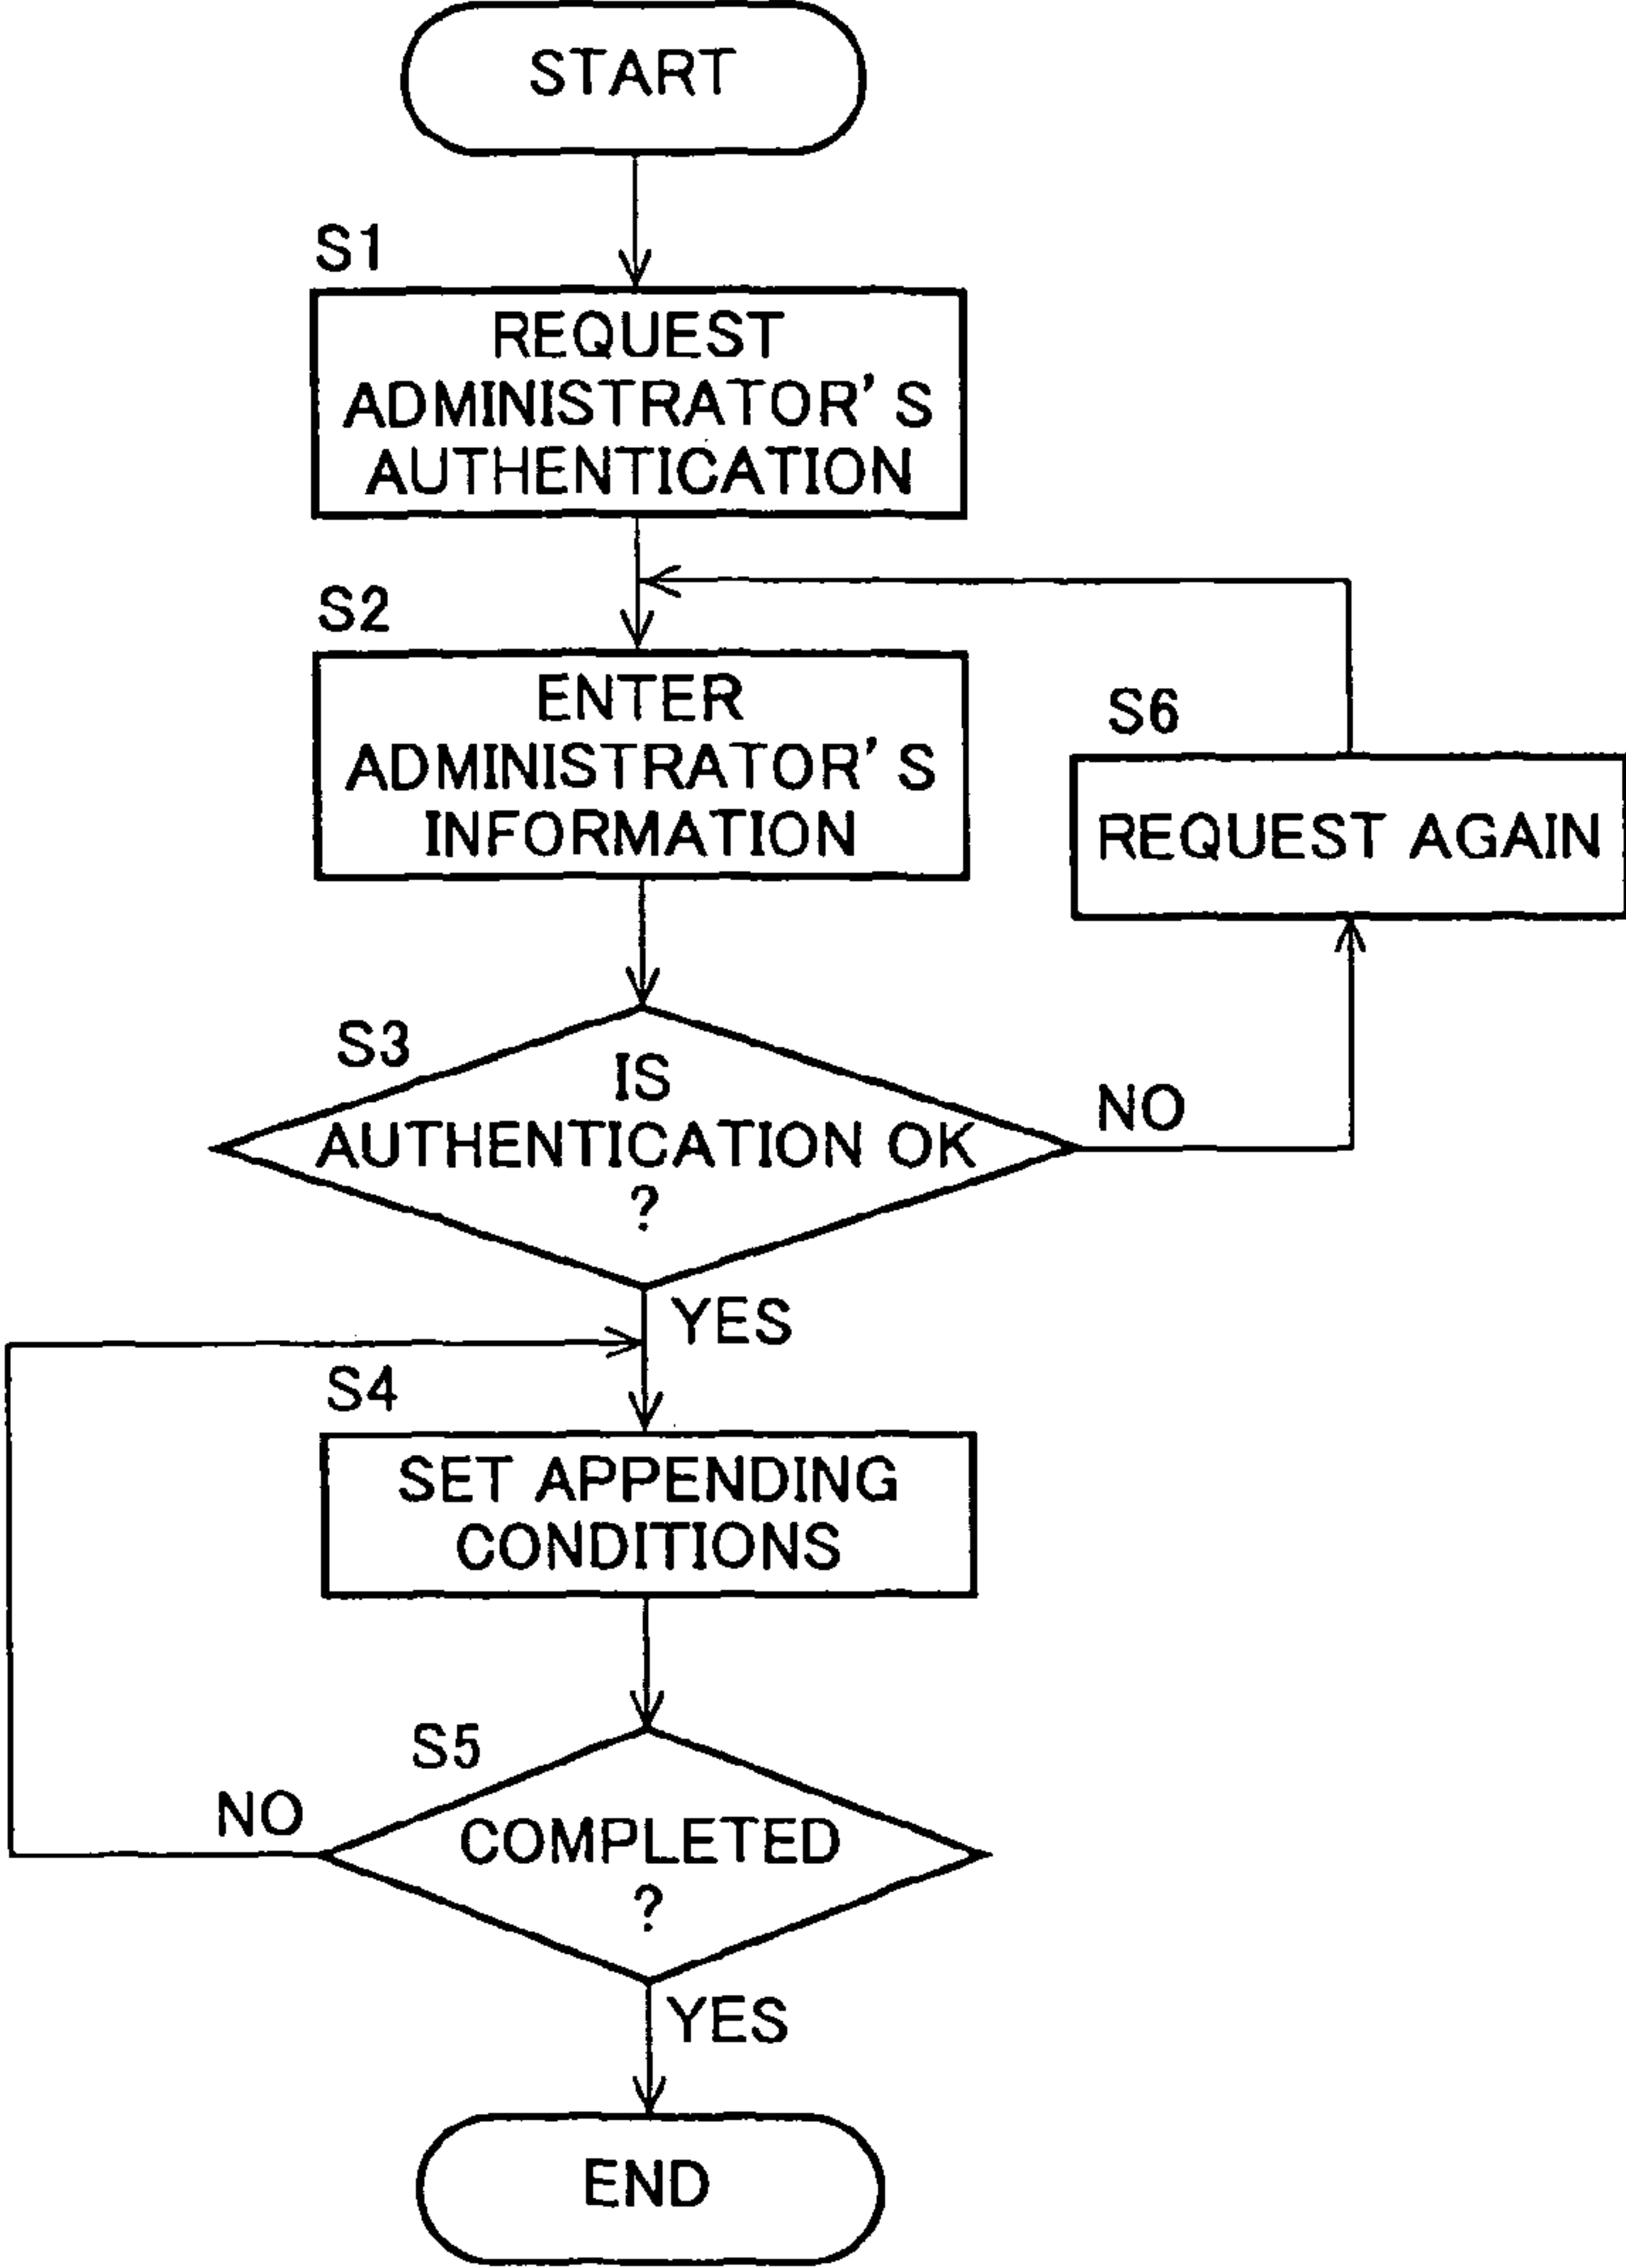 START
S1
REQUEST
ADMINISTRATOR'S
AUTHENTICATION
S2
ENTER
ADMINISTRATOR'S
INFORMATION
S6
REQUEST AGAIN
S3
IS
AUTHENTICATION OK
?
NO
YES
S4
SET APPENDING
CONDITIONS
S5
NO
COMPLETED
?
YES
END